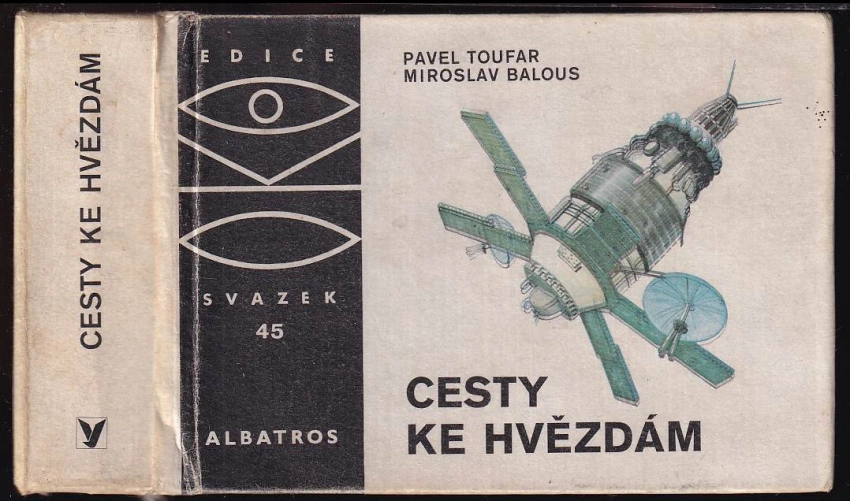 CESTY KE HVĚZDÁM
EDICE
SVAZEK
45
ALBATROS
PAVEL TOUFAR
MIROSLAV BALOUS
CESTY
KE HVĚZDÁM